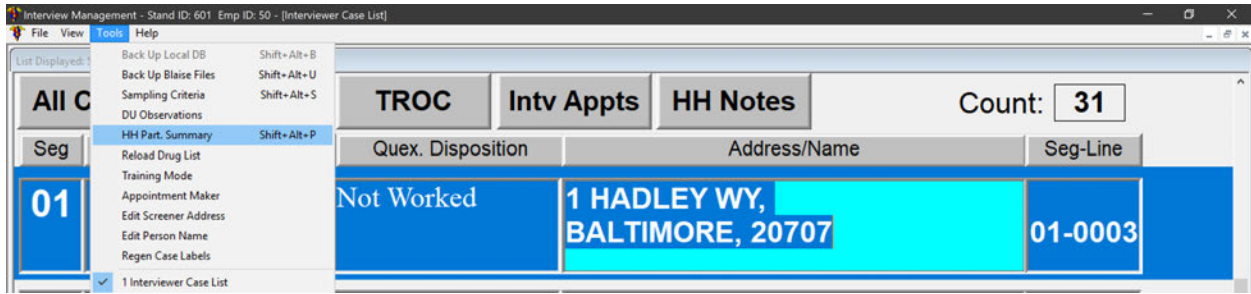 Interview Management - Stand ID: 601 Emp ID: 50 - [Interviewer Case List]
File View Tools Help
List Displayed:
Back Up Local DB Shift+Alt+B
Back Up Blaise Files Shift+Alt+U
Sampling Criteria Shift+Alt+S
DU Observations
HH Part. Summary Shift+Alt+P
Reload Drug List
Training Mode
Appointment Maker
Edit Screener Address
Edit Person Name
Regen Case Labels
1 Interviewer Case List
All C TROC Intv Appts HH Notes Count: 31
Seg Quex. Disposition Address/Name Seg-Line
01 Not Worked 1 HADLEY WY,
BALTIMORE, 20707 01-0003